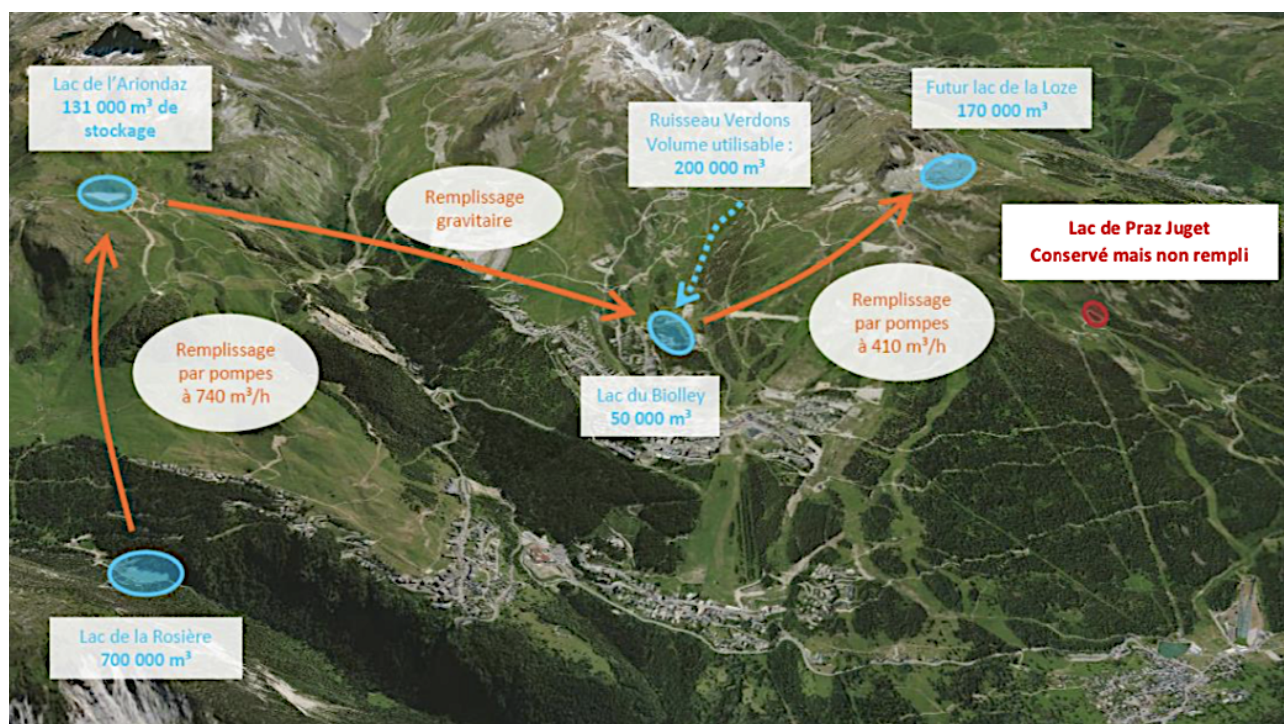 Lac de l'Ariondaz
131 000 m³ de
stockage
Futur lac de la Loze
170 000 m³
Ruisseau Verdons
Volume utilisable :
200 000 m³
Remplissage
gravitaire
Lac de Praz Juget
Conservé mais non rempli
Remplissage
par pompes
à 740 m³/h
Remplissage
par pompes
à 410 m³/h
Lac du Biolley
50 000 m³
Lac de la Rosière
700 000 m³